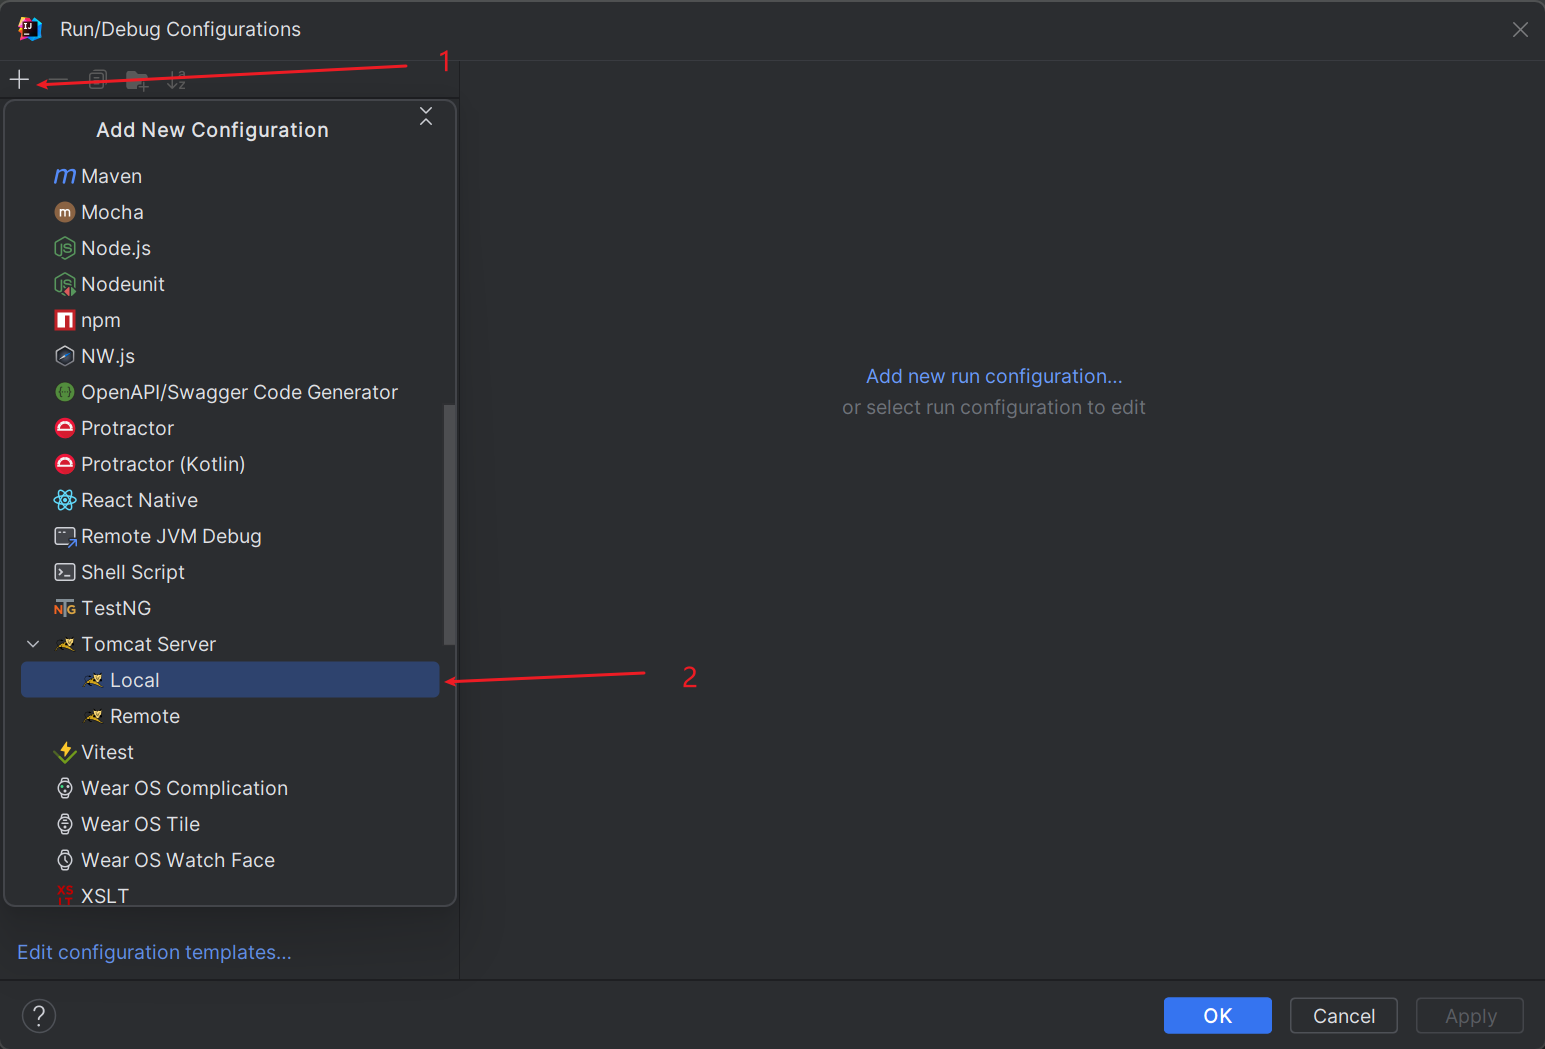 Run/Debug Configurations
1
Add New Configuration
Maven
Mocha
Node.js
Nodeunit
npm
NW.js
OpenAPI/Swagger Code Generator
Protractor
Protractor (Kotlin)
React Native
Remote JVM Debug
Shell Script
TestNG
Tomcat Server
Local
2
Remote
Vitest
Wear OS Complication
Wear OS Tile
Wear OS Watch Face
XSLT
Add new run configuration...
or select run configuration to edit
Edit configuration templates...
?
OK
Cancel
Apply